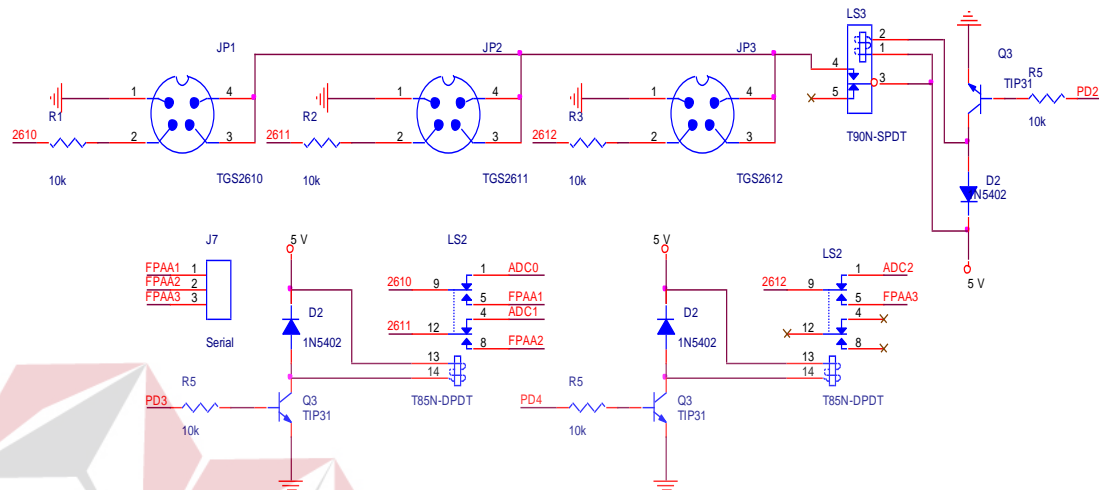 LS3
JP1
JP2
JP3
2
1
Q3
TIP31
4
3
5
R5
PD2
10k
T90N-SPDT
1
4
1
4
1
4
R1
R2
R3
2610
2
3
2611
2
3
2612
2
3
10k
10k
10k
TGS2610
TGS2611
TGS2612
D2
1N5402
5 V
J7
FPAA1
1
FPAA2
2
FPAA3
3
Serial
5 V
LS2
2610
9
1
ADC0
5
FPAA1
4
ADC1
2611
12
8
FPAA2
D2
1N5402
13
14
T85N-DPDT
R5
PD3
10k
Q3
TIP31
5 V
LS2
2612
9
1
ADC2
5
FPAA3
4
12
8
D2
1N5402
13
14
T85N-DPDT
R5
PD4
10k
Q3
TIP31